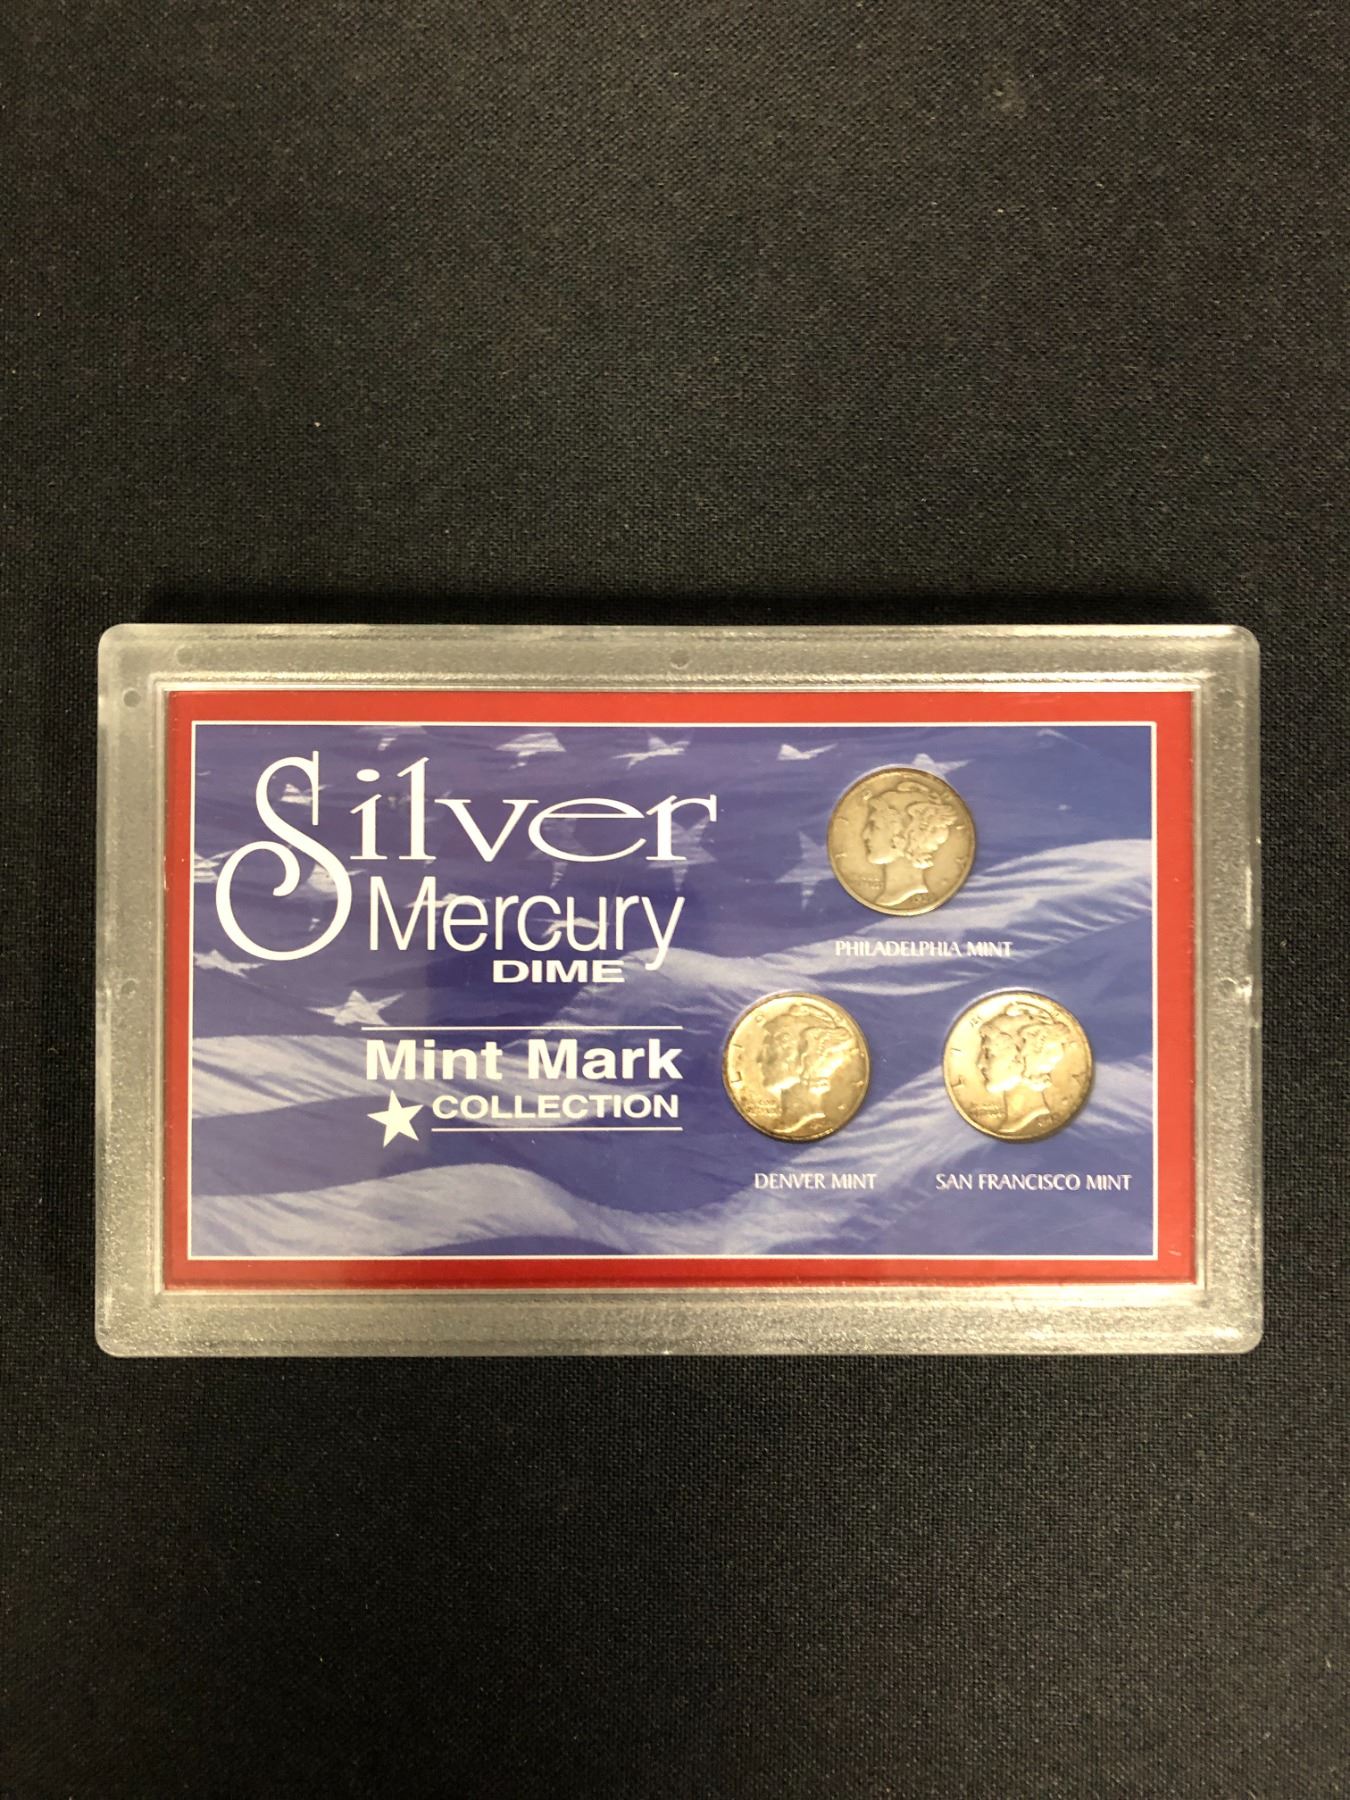 Silver
Mercury
DIME
Mint Mark
COLLECTION
PHILADELPHIA MINT
DENVER MINT
SAN FRANCISCO MINT